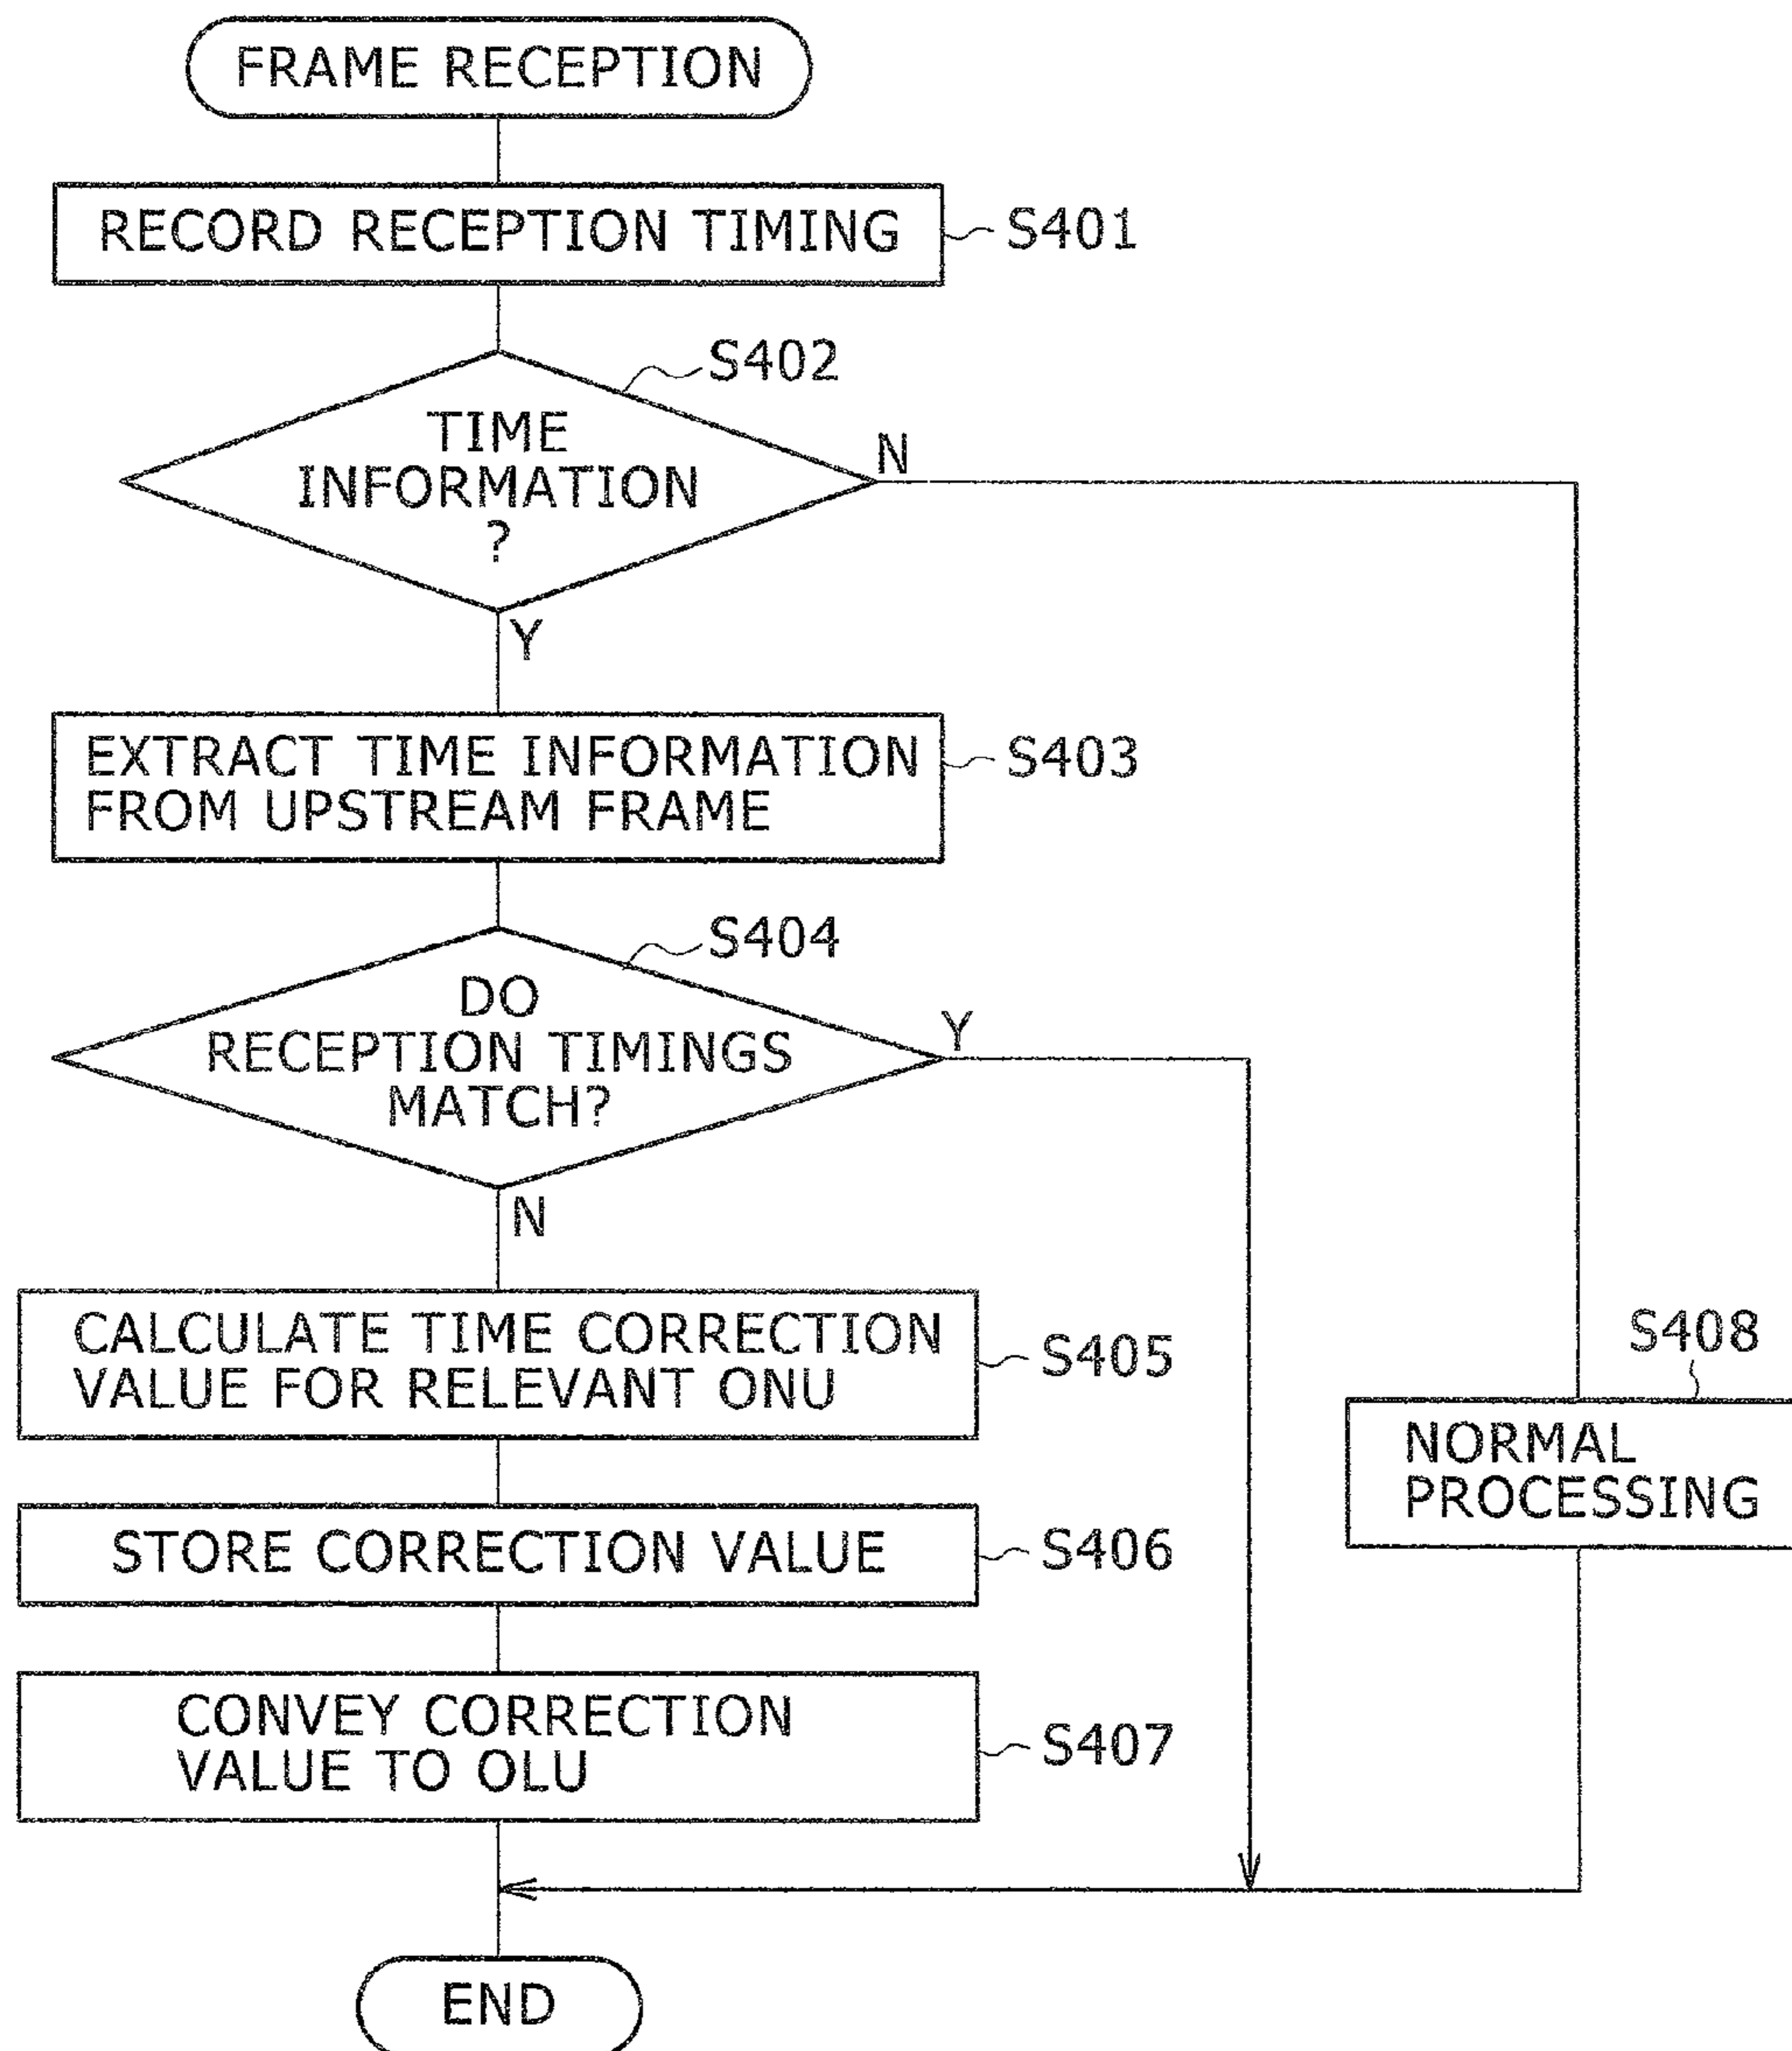 FRAME RECEPTION
RECORD RECEPTION TIMING
S401
S402
TIME
INFORMATION
?
N
Y
EXTRACT TIME INFORMATION
FROM UPSTREAM FRAME
S403
S404
DO
RECEPTION TIMINGS
MATCH?
Y
N
CALCULATE TIME CORRECTION
VALUE FOR RELEVANT ONU
S405
S408
NORMAL
PROCESSING
STORE CORRECTION VALUE
S406
CONVEY CORRECTION
VALUE TO OLU
S407
END